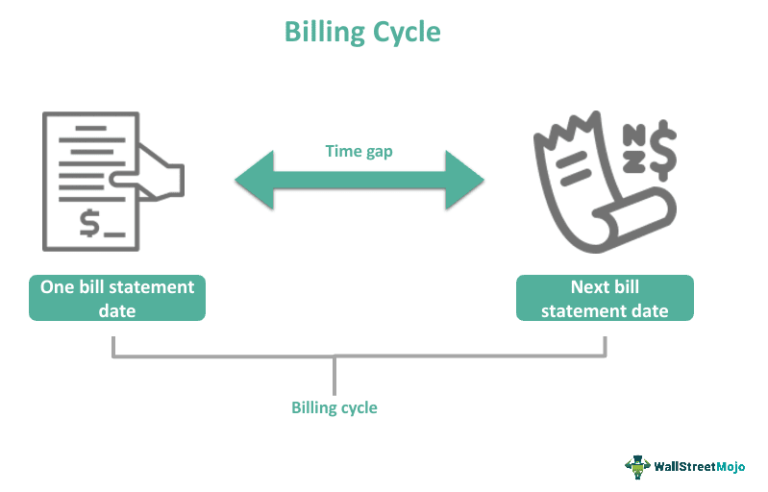 Billing Cycle
Time gap
$
N
Z $
One bill statement
date
Next bill
statement date
Billing cycle
WallStreetMojo